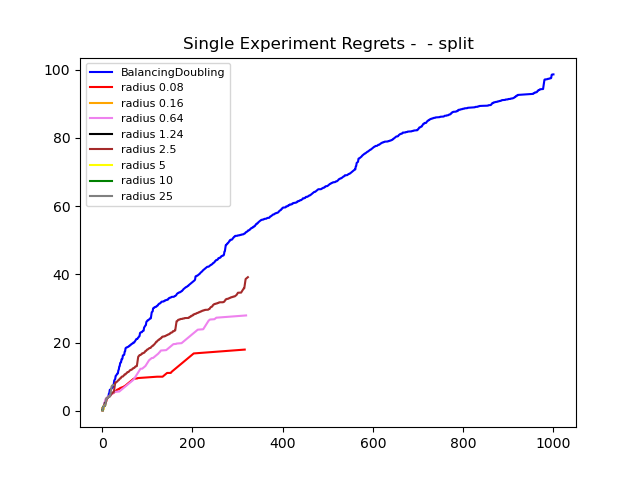 Single Experiment Regrets -  - split
100
80
60
40
20
0
BalancingDoubling
radius 0.08
radius 0.16
radius 0.64
radius 1.24
radius 2.5
radius 5
radius 10
radius 25
0 200 400 600 800 1000